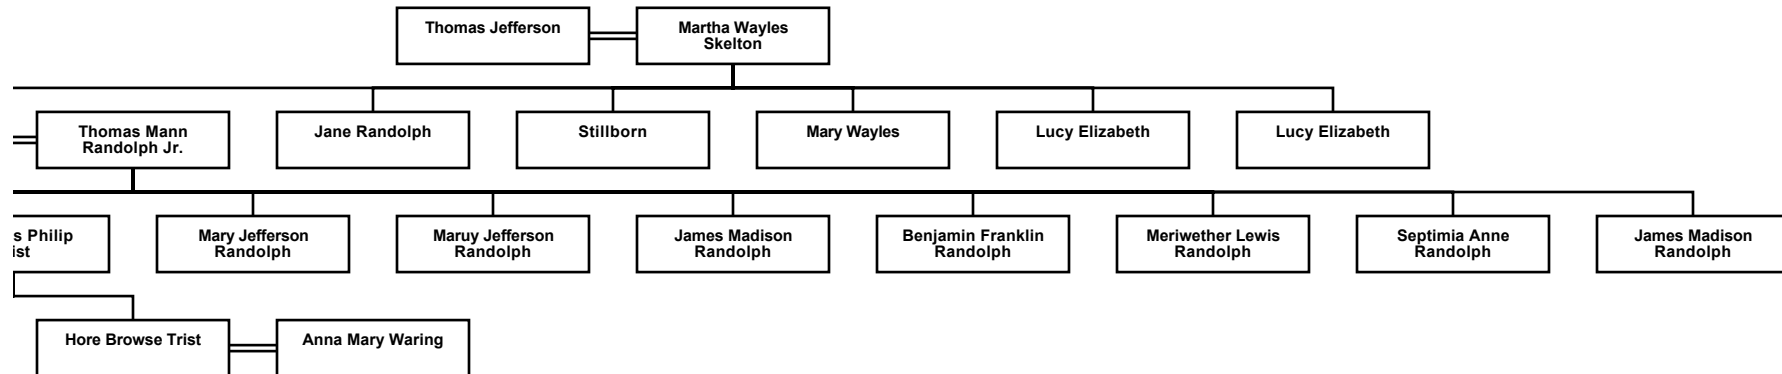 Thomas Jefferson
Martha Wayles
Skelton
Thomas Mann
Randolph Jr.
Jane Randolph
Stillborn
Mary Wayles
Lucy Elizabeth
Lucy Elizabeth
s Philip
ist
Mary Jefferson
Randolph
Maruy Jefferson
Randolph
James Madison
Randolph
Benjamin Franklin
Randolph
Meriwether Lewis
Randolph
Septimia Anne
Randolph
James Madison
Randolph
Hore Browse Trist
Anna Mary Waring